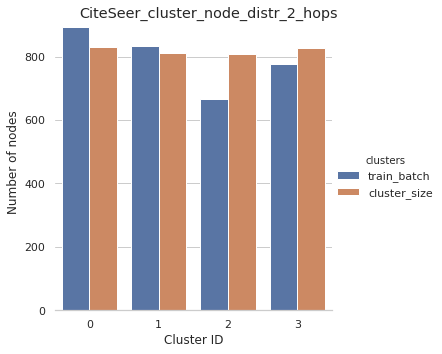 CiteSeer_cluster_node_distr_2_hops
Number of nodes
800
600
400
200
0
0 1 2 3
Cluster ID
clusters
train_batch
cluster_size